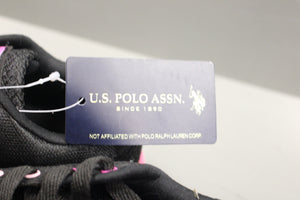 U.S. POLO ASSN.
SINCE 1890
NOT AFFILIATED WITH POLO RALPH LAUREN CORP.